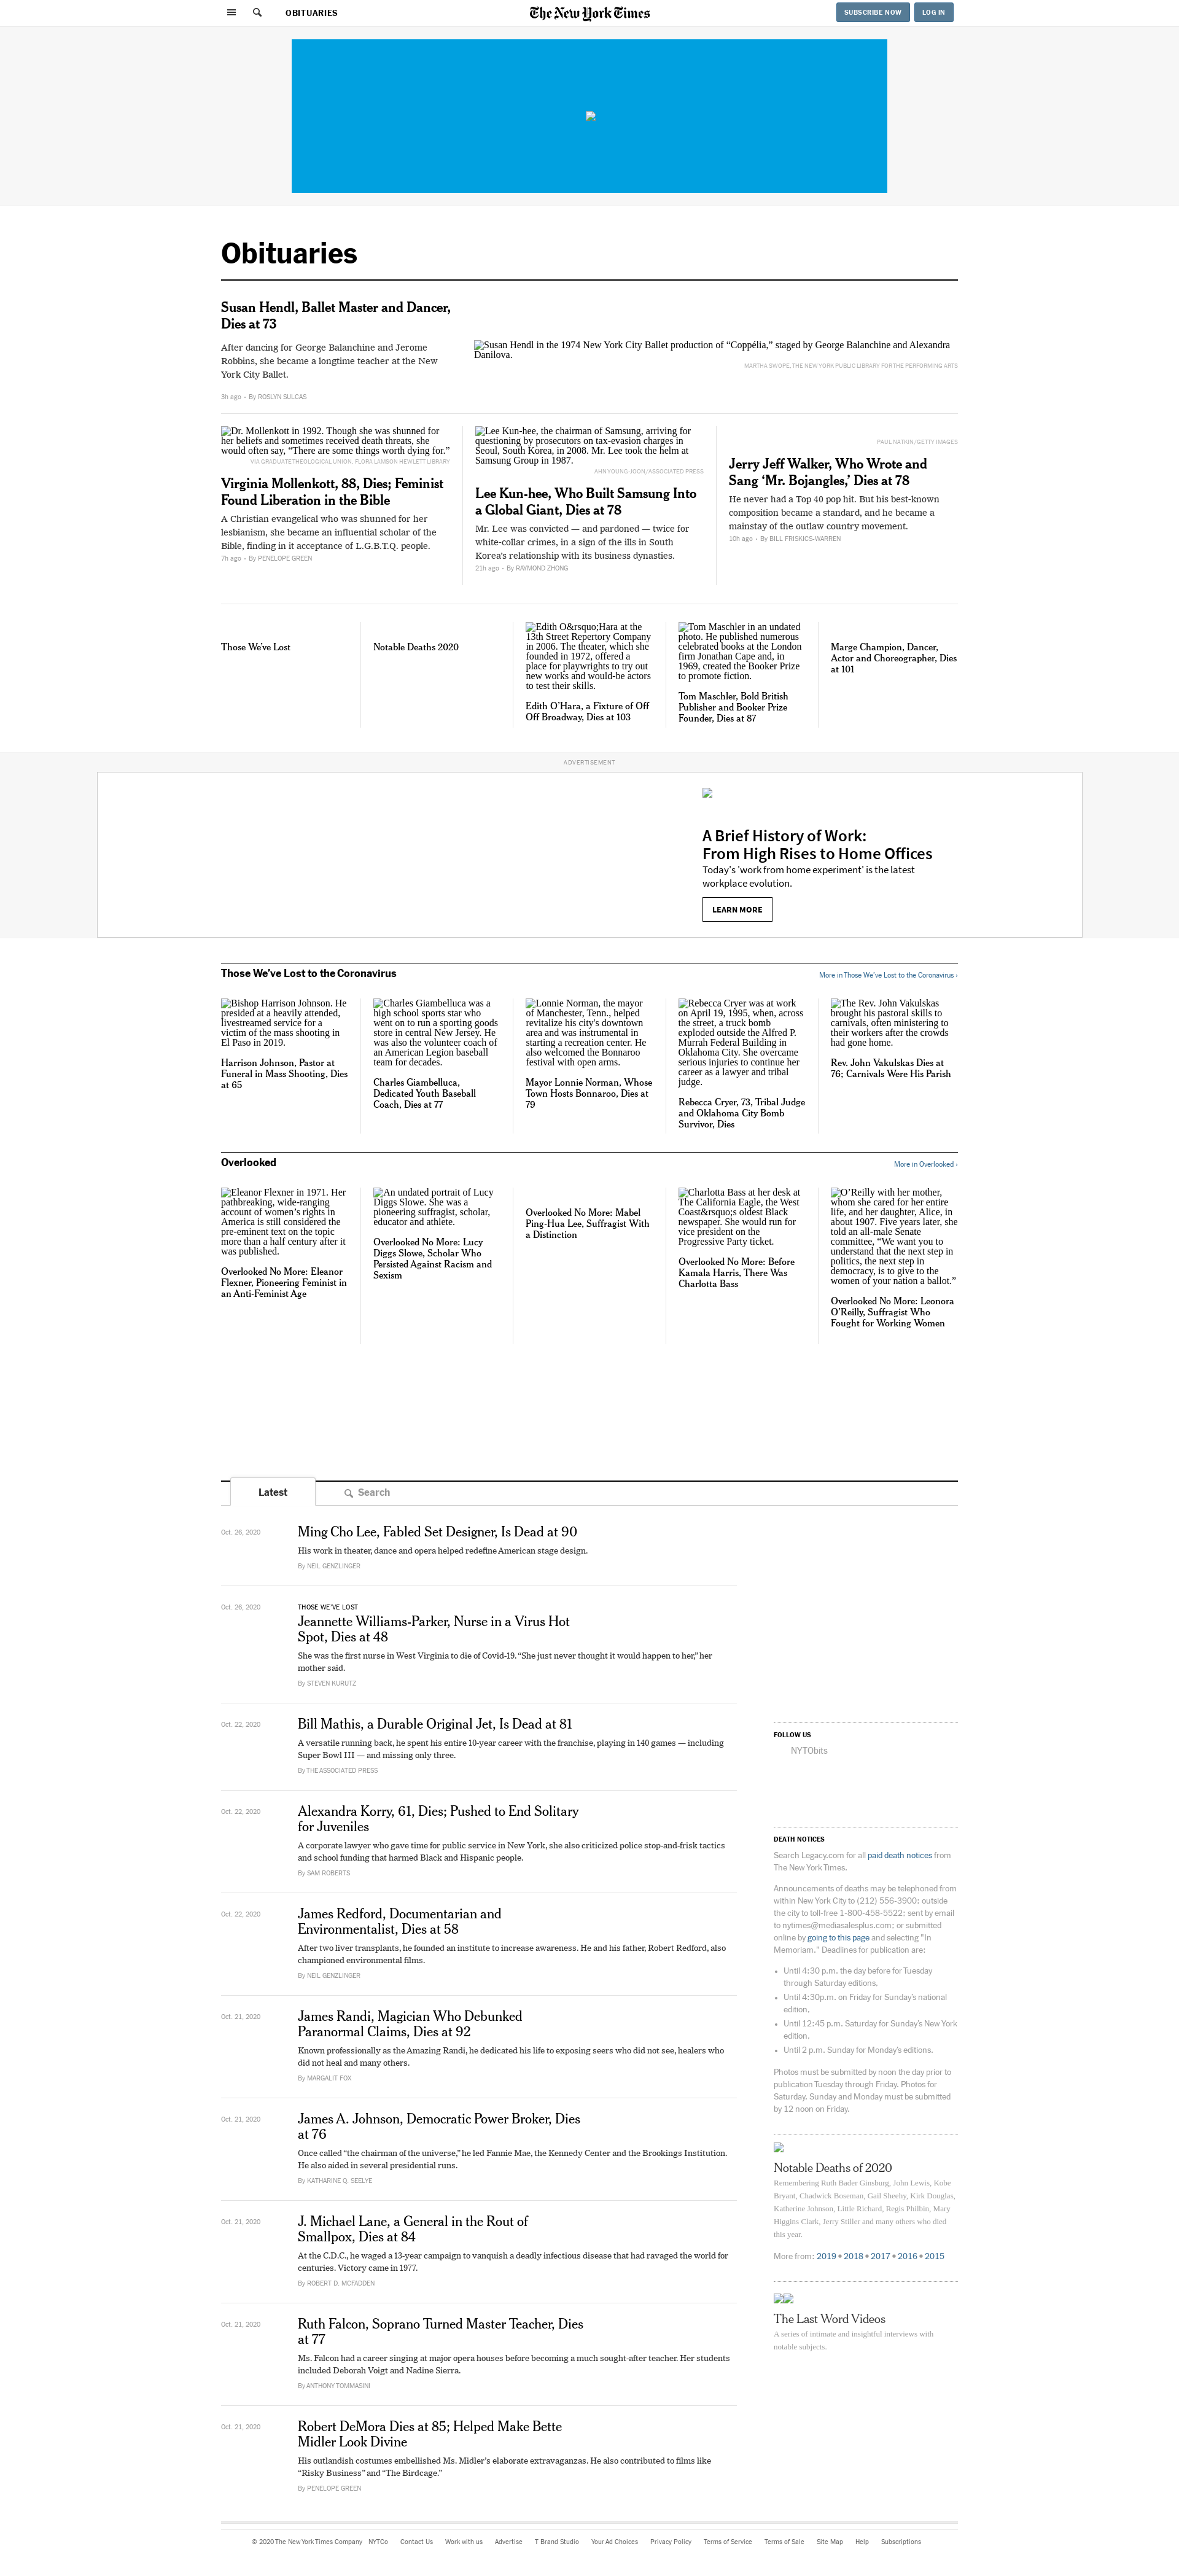 OBITUARIES
The New York Times
SUBSCRIBE NOW
LOG IN
Obituaries
Susan Hendl, Ballet Master and Dancer,
Dies at 73
After dancing for George Balanchine and Jerome
Robbins, she became a longtime teacher at the New
York City Ballet.
3h ago • By ROSLYN SULCAS
Susan Hendl in the 1974 New York City Ballet production of “Coppélia,” staged by George Balanchine and Alexandra
Danilova.
MARTHA SWOPE, THE NEW YORK PUBLIC LIBRARY FOR THE PERFORMING ARTS
Dr. Mollenkott in 1992. Though she was shunned for
her beliefs and sometimes received death threats, she
would often say, “There are some things worth dying for.”
VIA GRADUATE THEOLOGICAL UNION, FLORA LAMSON HEWLETT LIBRARY
Virginia Mollenkott, 88, Dies; Feminist
Found Liberation in the Bible
A Christian evangelical who was shunned for her
lesbianism, she became an influential scholar of the
Bible, finding in it acceptance of L.G.B.T.Q. people.
7h ago • By PENELOPE GREEN
Lee Kun-hee, the chairman of Samsung, arriving for
questioning by prosecutors on tax-evasion charges in
Seoul, South Korea, in 2008. Mr. Lee took the helm at
Samsung Group in 1987.
AHN YOUNG-JOON/ASSOCIATED PRESS
Lee Kun-hee, Who Built Samsung Into
a Global Giant, Dies at 78
Mr. Lee was convicted — and pardoned — twice for
white-collar crimes, in a sign of the ills in South
Korea’s relationship with its business dynasties.
21h ago • By RAYMOND ZHONG
PAUL NATKIN/GETTY IMAGES
Jerry Jeff Walker, Who Wrote and
Sang ‘Mr. Bojangles,’ Dies at 78
He never had a Top 40 pop hit. But his best-known
composition became a standard, and he became a
mainstay of the outlaw country movement.
10h ago • By BILL FRISKICS-WARREN
Those We’ve Lost
Notable Deaths 2020
Edith O&rsquo;Hara at the
13th Street Repertory Company
in 2006. The theater, which she
founded in 1972, offered a
place for playwrights to try out
new works and would-be actors
to test their skills.
Edith O’Hara, a Fixture of Off
Off Broadway, Dies at 103
Tom Maschler in an undated
photo. He published numerous
celebrated books at the London
firm Jonathan Cape and, in
1969, created the Booker Prize
to promote fiction.
Tom Maschler, Bold British
Publisher and Booker Prize
Founder, Dies at 87
Marge Champion, Dancer,
Actor and Choreographer, Dies
at 101
ADVERTISEMENT
A Brief History of Work:
From High Rises to Home Offices
Today's 'work from home experiment' is the latest
workplace evolution.
LEARN MORE
Those We’ve Lost to the Coronavirus
More in Those We’ve Lost to the Coronavirus ›
Bishop Harrison Johnson. He
presided at a heavily attended,
livestreamed service for a
victim of the mass shooting in
El Paso in 2019.
Harrison Johnson, Pastor at
Funeral in Mass Shooting, Dies
at 65
Charles Giambelluca was a
high school sports star who
went on to run a sporting goods
store in central New Jersey. He
was also the volunteer coach of
an American Legion baseball
team for decades.
Charles Giambelluca,
Dedicated Youth Baseball
Coach, Dies at 77
Lonnie Norman, the mayor
of Manchester, Tenn., helped
revitalize his city's downtown
area and was instrumental in
starting a recreation center. He
also welcomed the Bonnaroo
festival with open arms.
Mayor Lonnie Norman, Whose
Town Hosts Bonnaroo, Dies at
79
Rebecca Cryer was at work
on April 19, 1995, when, across
the street, a truck bomb
exploded outside the Alfred P.
Murrah Federal Building in
Oklahoma City. She overcame
serious injuries to continue her
career as a lawyer and tribal
judge.
Rebecca Cryer, 73, Tribal Judge
and Oklahoma City Bomb
Survivor, Dies
The Rev. John Vakulskas
brought his pastoral skills to
carnivals, often ministering to
their workers after the crowds
had gone home.
Rev. John Vakulskas Dies at
76; Carnivals Were His Parish
Overlooked
More in Overlooked ›
Eleanor Flexner in 1971. Her
pathbreaking, wide-ranging
account of women’s rights in
America is still considered the
pre-eminent text on the topic
more than a half century after it
was published.
Overlooked No More: Eleanor
Flexner, Pioneering Feminist in
an Anti-Feminist Age
An undated portrait of Lucy
Diggs Slowe. She was a
pioneering suffragist, scholar,
educator and athlete.
Overlooked No More: Lucy
Diggs Slowe, Scholar Who
Persisted Against Racism and
Sexism
Overlooked No More: Mabel
Ping-Hua Lee, Suffragist With
a Distinction
Charlotta Bass at her desk at
The California Eagle, the West
Coast&rsquo;s oldest Black
newspaper. She would run for
vice president on the
Progressive Party ticket.
Overlooked No More: Before
Kamala Harris, There Was
Charlotta Bass
O’Reilly with her mother,
whom she cared for her entire
life, and her daughter, Alice, in
about 1907. Five years later, she
told an all-male Senate
committee, “We want you to
understand that the next step in
politics, the next step in
democracy, is to give to the
women of your nation a ballot.”
Overlooked No More: Leonora
O’Reilly, Suffragist Who
Fought for Working Women
Latest
Search
Oct. 26, 2020
Ming Cho Lee, Fabled Set Designer, Is Dead at 90
His work in theater, dance and opera helped redefine American stage design.
By NEIL GENZLINGER
Oct. 26, 2020
THOSE WE’VE LOST
Jeannette Williams-Parker, Nurse in a Virus Hot
Spot, Dies at 48
She was the first nurse in West Virginia to die of Covid-19. “She just never thought it would happen to her,” her
mother said.
By STEVEN KURUTZ
Oct. 22, 2020
Bill Mathis, a Durable Original Jet, Is Dead at 81
A versatile running back, he spent his entire 10-year career with the franchise, playing in 140 games — including
Super Bowl III — and missing only three.
By THE ASSOCIATED PRESS
Oct. 22, 2020
Alexandra Korry, 61, Dies; Pushed to End Solitary
for Juveniles
A corporate lawyer who gave time for public service in New York, she also criticized police stop-and-frisk tactics
and school funding that harmed Black and Hispanic people.
By SAM ROBERTS
Oct. 22, 2020
James Redford, Documentarian and
Environmentalist, Dies at 58
After two liver transplants, he founded an institute to increase awareness. He and his father, Robert Redford, also
championed environmental films.
By NEIL GENZLINGER
Oct. 21, 2020
James Randi, Magician Who Debunked
Paranormal Claims, Dies at 92
Known professionally as the Amazing Randi, he dedicated his life to exposing seers who did not see, healers who
did not heal and many others.
By MARGALIT FOX
Oct. 21, 2020
James A. Johnson, Democratic Power Broker, Dies
at 76
Once called “the chairman of the universe,” he led Fannie Mae, the Kennedy Center and the Brookings Institution.
He also aided in several presidential runs.
By KATHARINE Q. SEELYE
Oct. 21, 2020
J. Michael Lane, a General in the Rout of
Smallpox, Dies at 84
At the C.D.C., he waged a 13-year campaign to vanquish a deadly infectious disease that had ravaged the world for
centuries. Victory came in 1977.
By ROBERT D. MCFADDEN
Oct. 21, 2020
Ruth Falcon, Soprano Turned Master Teacher, Dies
at 77
Ms. Falcon had a career singing at major opera houses before becoming a much sought-after teacher. Her students
included Deborah Voigt and Nadine Sierra.
By ANTHONY TOMMASINI
Oct. 21, 2020
Robert DeMora Dies at 85; Helped Make Bette
Midler Look Divine
His outlandish costumes embellished Ms. Midler’s elaborate extravaganzas. He also contributed to films like
“Risky Business” and “The Birdcage.”
By PENELOPE GREEN
FOLLOW US
NYTObits
DEATH NOTICES
Search Legacy.com for all paid death notices from
The New York Times.
Announcements of deaths may be telephoned from
within New York City to (212) 556-3900; outside
the city to toll-free 1-800-458-5522; sent by email
to nytimes@mediasalesplus.com; or submitted
online by going to this page and selecting “In
Memoriam.” Deadlines for publication are:
• Until 4:30 p.m. the day before for Tuesday
through Saturday editions.
• Until 4:30p.m. on Friday for Sunday’s national
edition.
• Until 12:45 p.m. Saturday for Sunday’s New York
edition.
• Until 2 p.m. Sunday for Monday’s editions.
Photos must be submitted by noon the day prior to
publication Tuesday through Friday. Photos for
Saturday, Sunday and Monday must be submitted
by 12 noon on Friday.
Notable Deaths of 2020
Remembering Ruth Bader Ginsburg, John Lewis, Kobe
Bryant, Chadwick Boseman, Gail Sheehy, Kirk Douglas,
Katherine Johnson, Little Richard, Regis Philbin, Mary
Higgins Clark, Jerry Stiller and many others who died
this year.
More from: 2019 • 2018 • 2017 • 2016 • 2015
The Last Word Videos
A series of intimate and insightful interviews with
notable subjects.
© 2020 The New York Times Company NYTCo Contact Us Work with us Advertise T Brand Studio Your Ad Choices Privacy Policy Terms of Service Terms of Sale Site Map Help Subscriptions